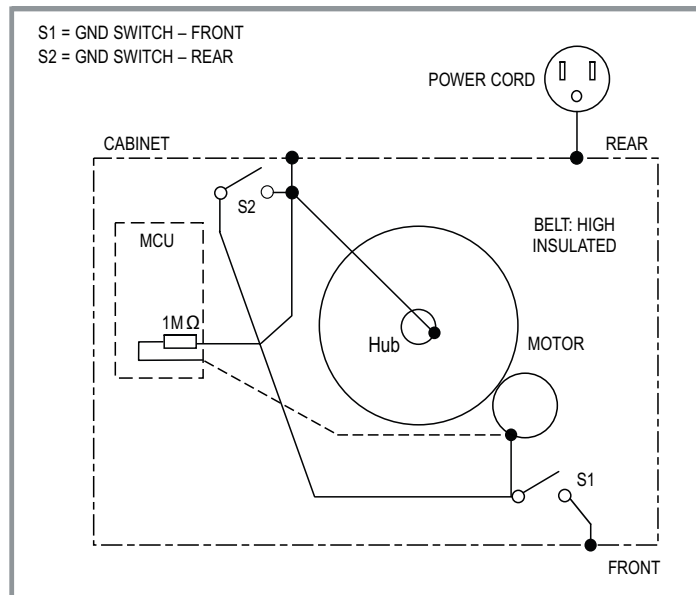 S1 = GND SWITCH – FRONT
S2 = GND SWITCH – REAR
POWER CORD
CABINET
REAR
S2
BELT: HIGH
INSULATED
MCU
1M Ω
Hub
MOTOR
S1
FRONT